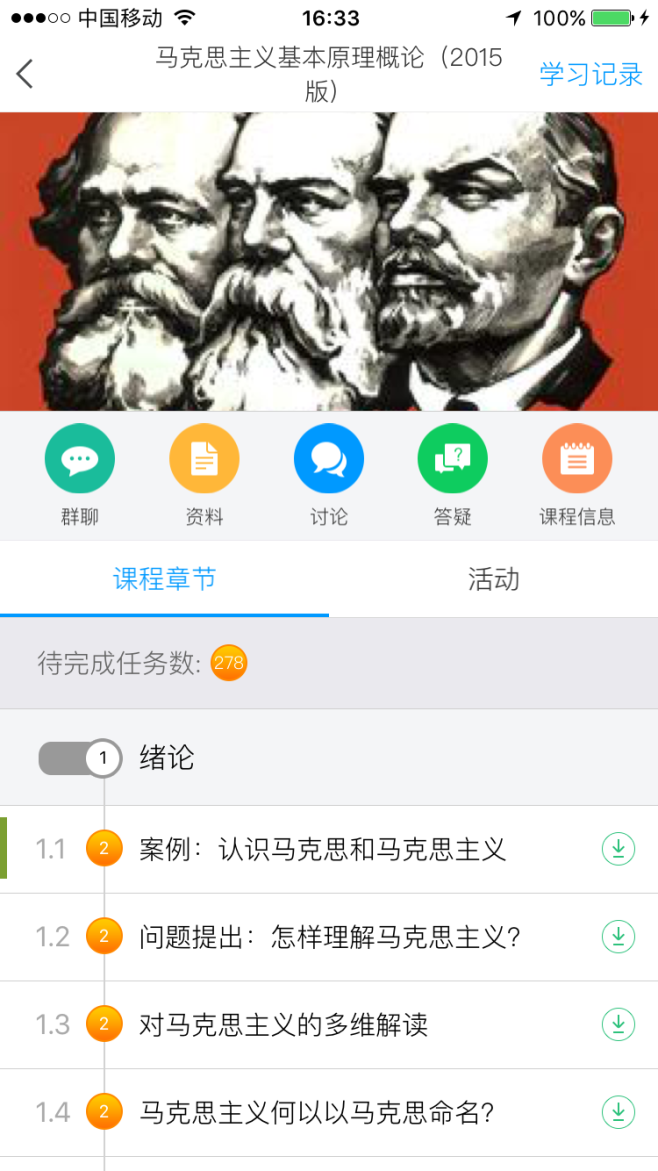 中国移动 16:33 100%
马克思主义基本原理概论（2015
版）
学习记录
群聊 资料 讨论 答疑 课程信息
课程章节 活动
待完成任务数: 278
1 绪论
1.1 2 案例：认识马克思和马克思主义
1.2 2 问题提出：怎样理解马克思主义?
1.3 2 对马克思主义的多维解读
1.4 2 马克思主义何以以马克思命名?